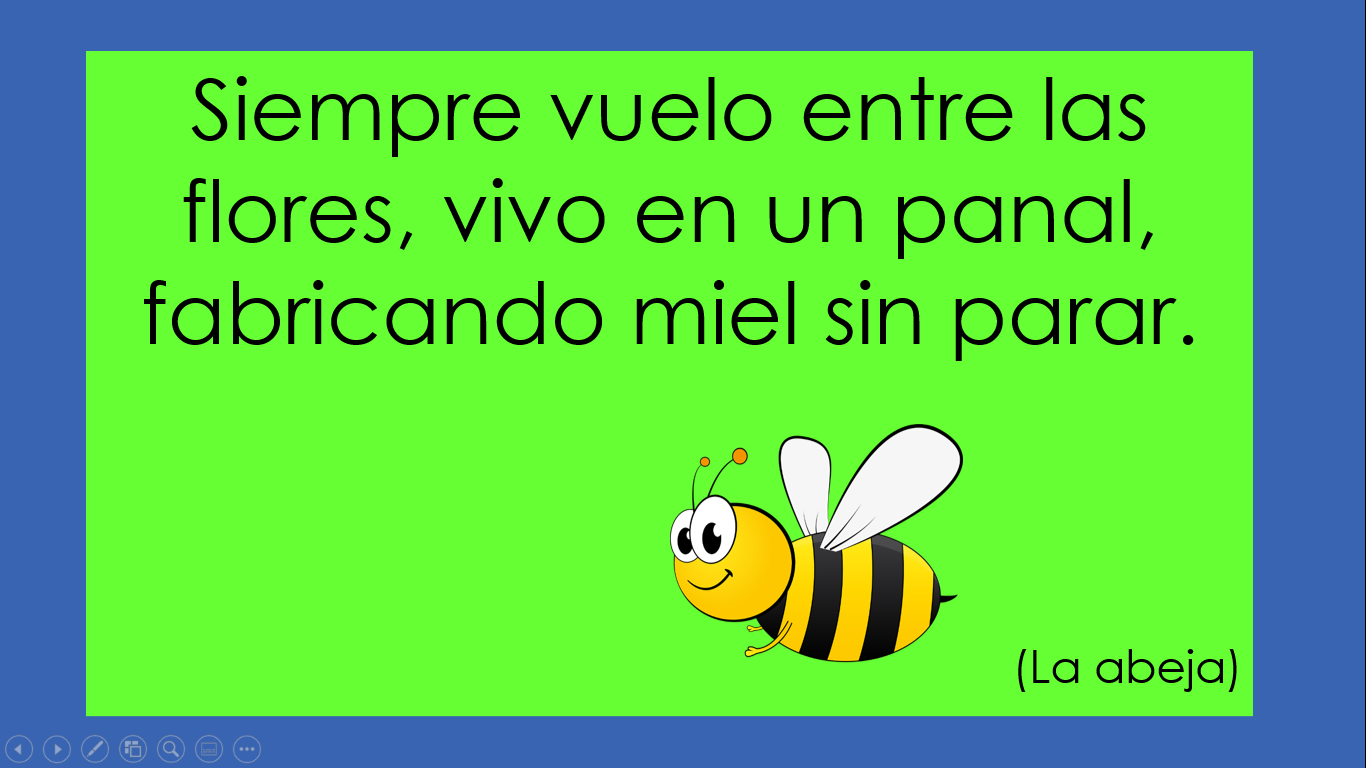 Siempre vuelo entre las
flores, vivo en un panal,
fabricando miel sin parar.
(La abeja)